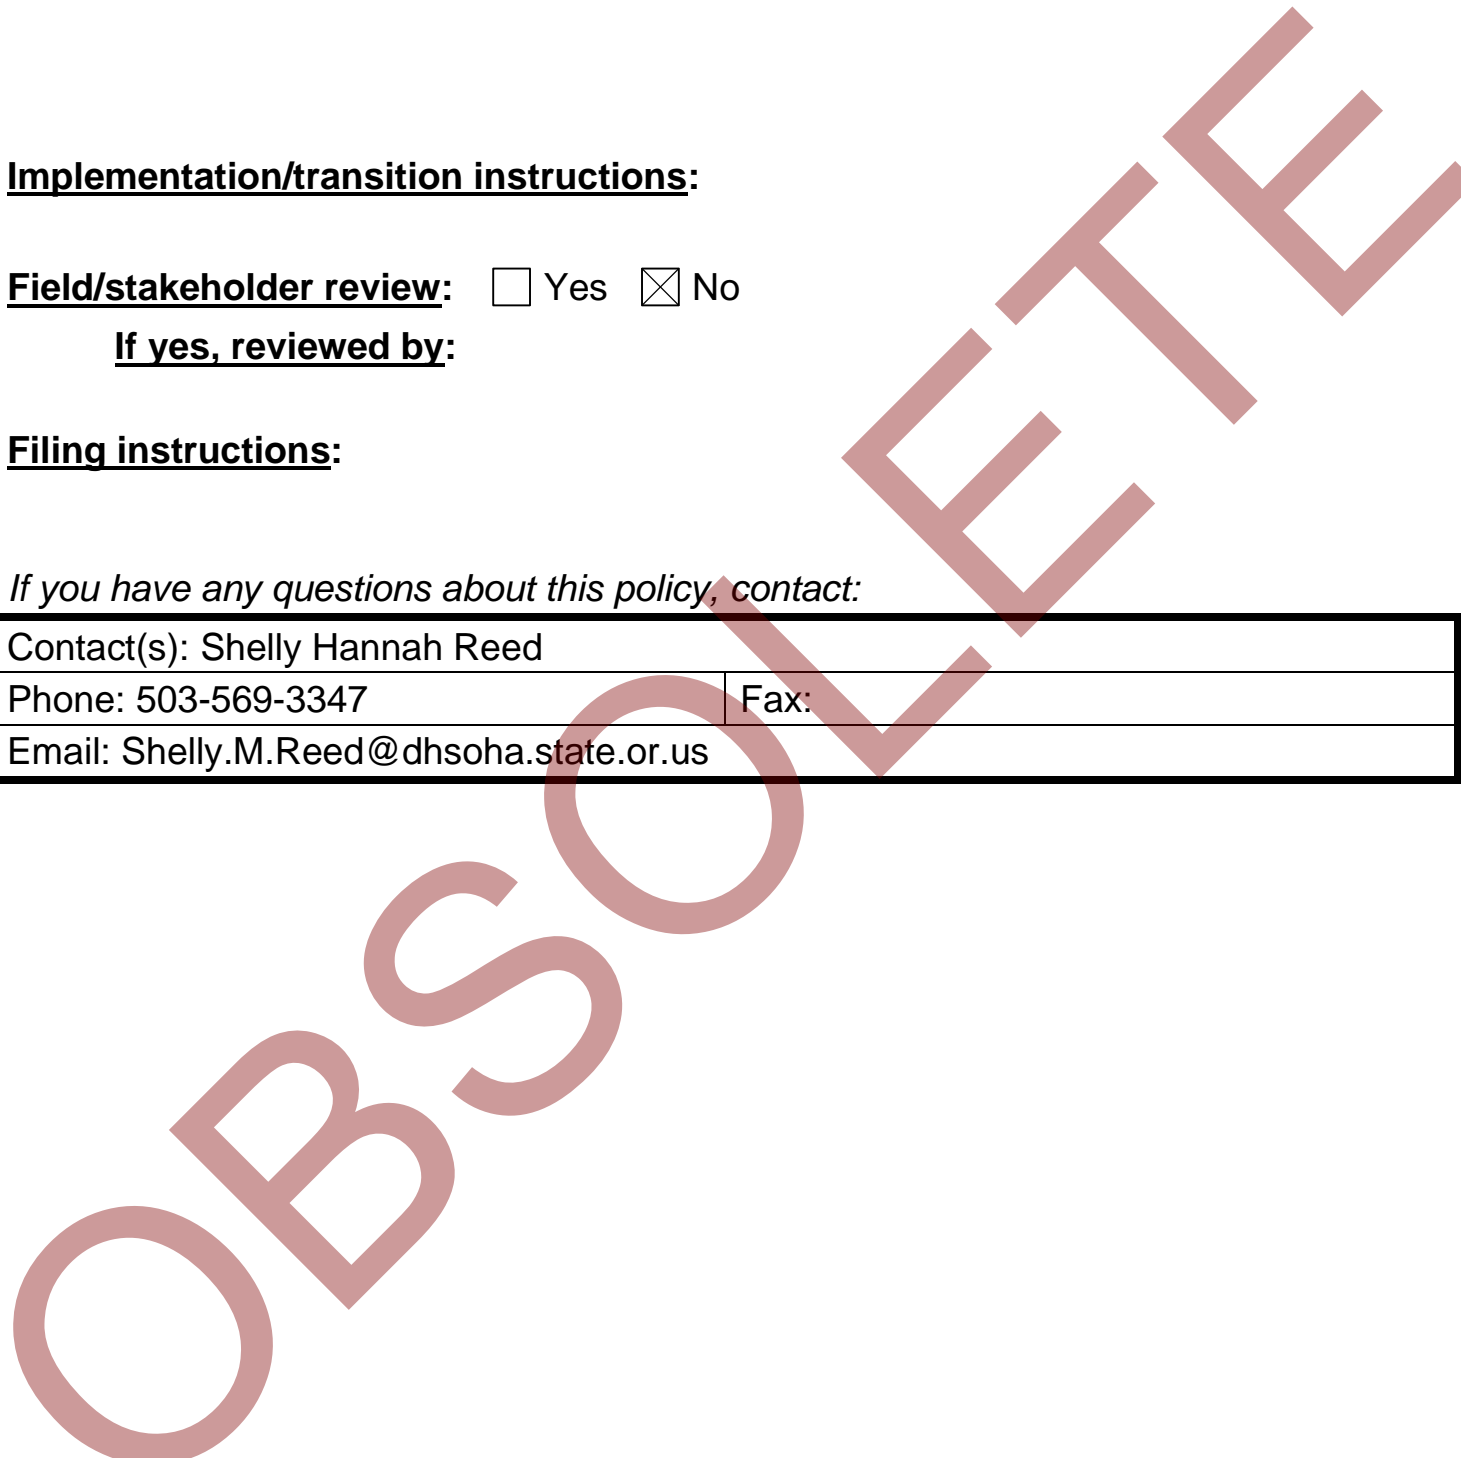 Implementation/transition instructions:
Field/stakeholder review: ☐ Yes ☒ No
If yes, reviewed by:
Filing instructions:
If you have any questions about this policy, contact:
Contact(s): Shelly Hannah Reed
Phone: 503-569-3347 Fax:
Email: Shelly.M.Reed@dhsoha.state.or.us
OBSOLETE